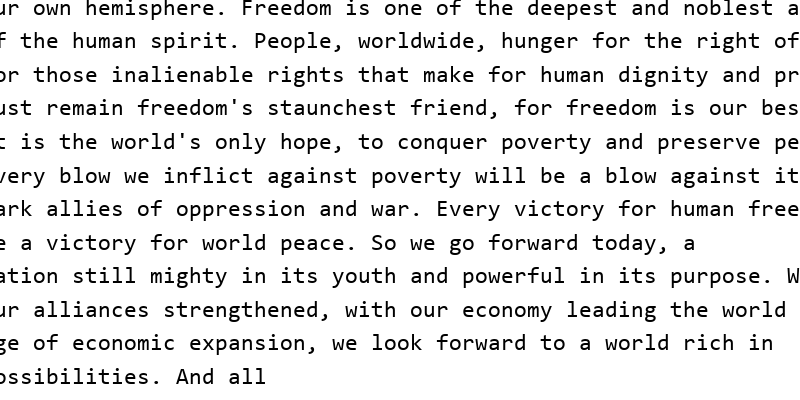 ur own hemisphere. Freedom is one of the deepest and noblest a
f the human spirit. People, worldwide, hunger for the right of
or those inalienable rights that make for human dignity and pr
ust remain freedom's staunchest friend, for freedom is our bes
t is the world's only hope, to conquer poverty and preserve pe
very blow we inflict against poverty will be a blow against it
ark allies of oppression and war. Every victory for human free
e a victory for world peace. So we go forward today, a
ation still mighty in its youth and powerful in its purpose. W
ur alliances strengthened, with our economy leading the world
ge of economic expansion, we look forward to a world rich in
ossibilities. And all